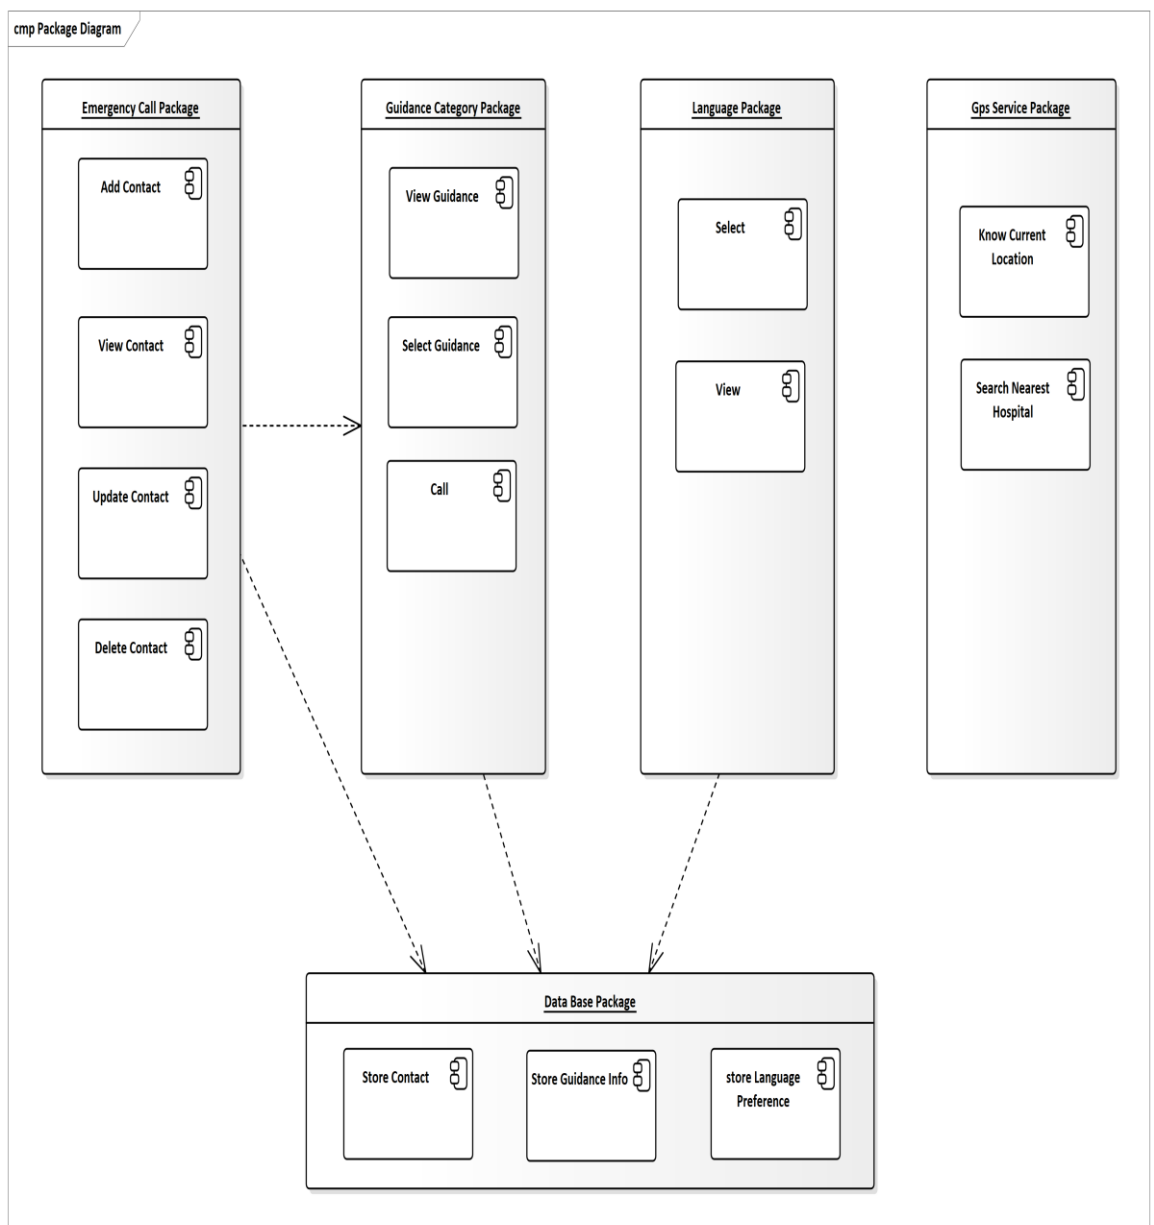 cmp Package Diagram
Emergency Call Package
Add Contact
View Contact
Update Contact
Delete Contact
Guidance Category Package
View Guidance
Select Guidance
Call
Language Package
Select
View
Gps Service Package
Know Current
Location
Search Nearest
Hospital
Data Base Package
Store Contact
Store Guidance Info
store Language
Preference